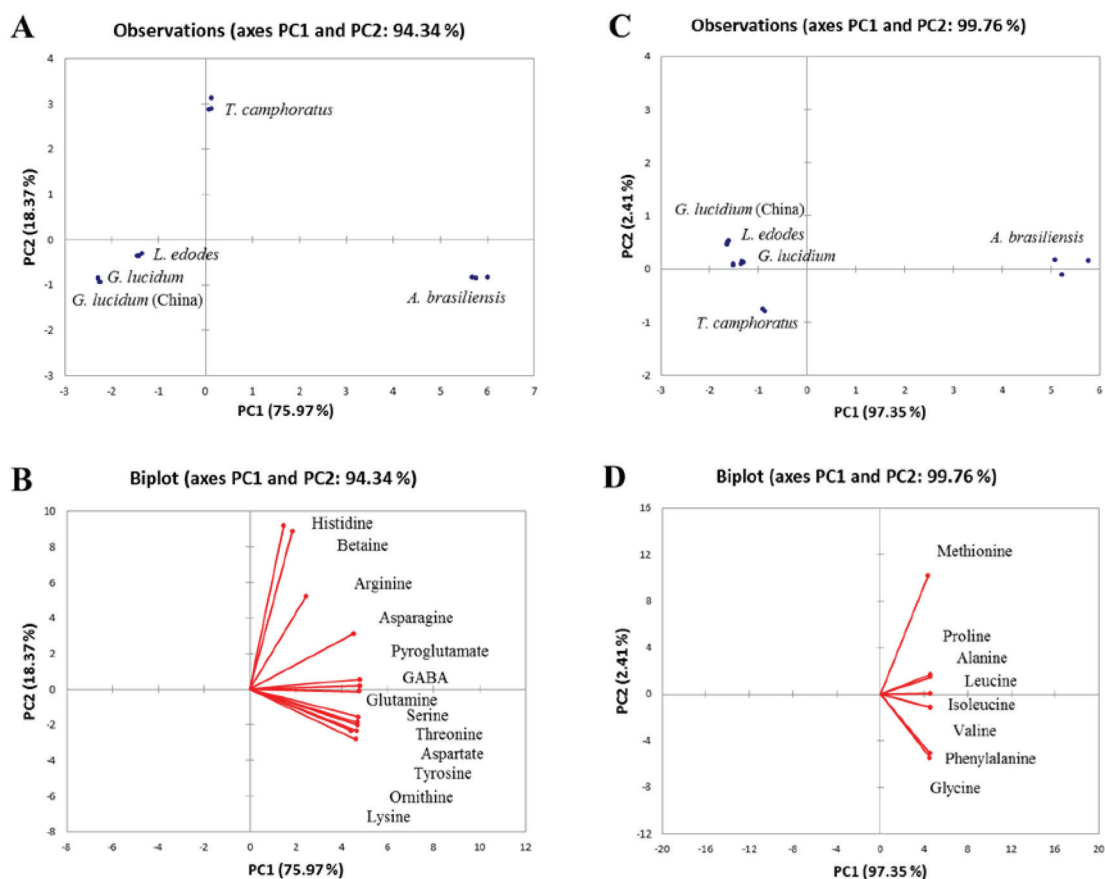 A
Observations (axes PC1 and PC2: 94.34 %)
4
3
2
1
0
-1
-2
-3
-3 -2 -1 0 1 2 3 4 5 6 7
PC2 (18.37 %)
PC1 (75.97 %)
T. camphoratus
L. edodes
G. lucidum
G. lucidum (China)
A. brasiliensis
C
Observations (axes PC1 and PC2: 99.76 %)
4
3
2
1
0
-1
-2
-3 -2 -1 0 1 2 3 4 5 6
PC2 (2.41 %)
PC1 (97.35 %)
G. lucidium (China)
L. edodes
G. lucidium
A. brasiliensis
T. camphoratus
B
Biplot (axes PC1 and PC2: 94.34 %)
10
8
6
4
2
0
-2
-4
-6
-8
-8 -6 -4 -2 0 2 4 6 8 10 12
PC2 (18.37 %)
PC1 (75.97 %)
Histidine
Betaine
Arginine
Asparagine
Pyroglutamate
GABA
Glutamine
Serine
Threonine
Aspartate
Tyrosine
Ornithine
Lysine
D
Biplot (axes PC1 and PC2: 99.76 %)
16
12
8
4
0
-4
-8
-12
-20 -16 -12 -8 -4 0 4 8 12 16 20
PC2 (2.41 %)
PC1 (97.35 %)
Methionine
Proline
Alanine
Leucine
Isoleucine
Valine
Phenylalanine
Glycine